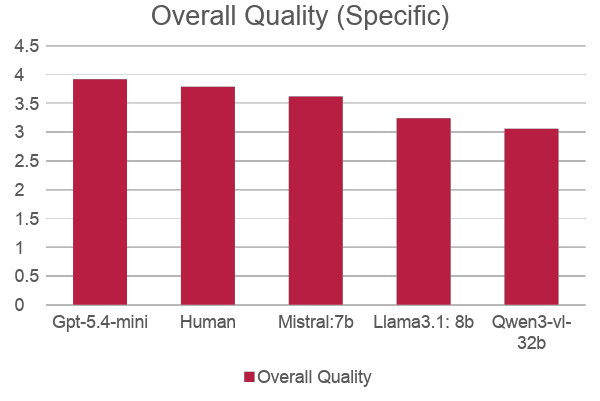 Overall Quality (Specific)
4.5
4
3.5
3
2.5
2
1.5
1
0.5
0
Gpt-5.4-mini Human Mistral:7b Llama3.1: 8b Qwen3-vl-
32b
Overall Quality